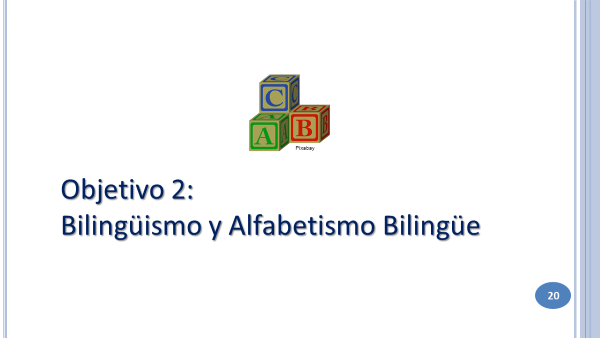 C
A B
Pixabay
Objetivo 2:
Bilingüismo y Alfabetismo Bilingüe
20